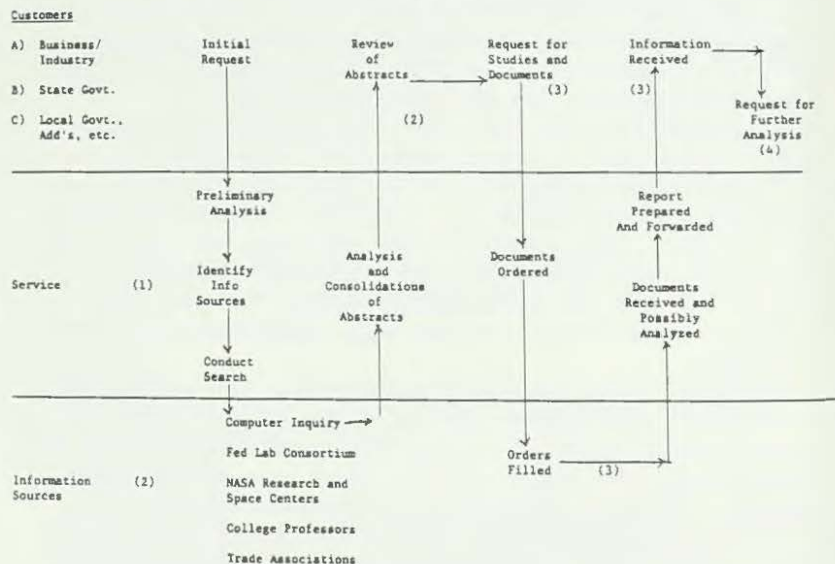 Customers
A) Business/
Industry
B) State Govt.
C) Local Govt.,
Add's, etc.
Initial
Request
Review
of
Abstracts
(2)
Request for
Studies and
Documents
(3)
Information
Received
(3)
Request for
Further
Analysis
(4)
Service (1)
Preliminary
Analysis
Identify
Info
Sources
Conduct
Search
Analysis
and
Consolidations
of
Abstracts
Documents
Ordered
Report
Prepared
And Forwarded
Documents
Received and
Possibly
Analyzed
Information (2)
Sources
Computer Inquiry
Fed Lab Consortium
NASA Research and
Space Centers
College Professors
Trade Associations
Orders
Filled
(3)